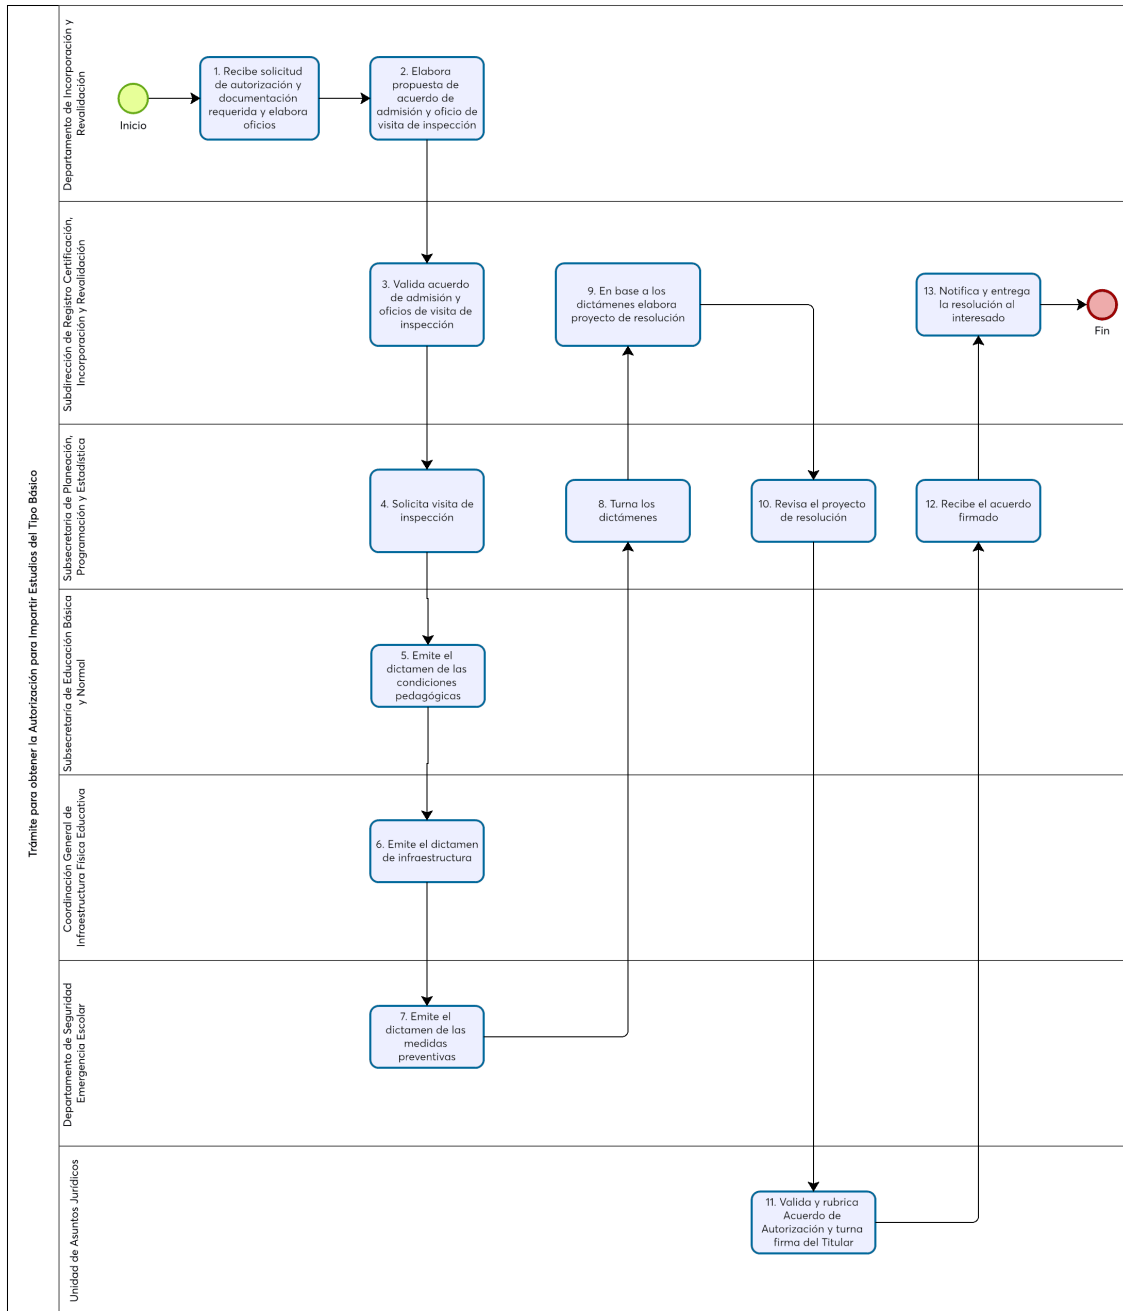 Trámite para obtener la Autorización para Impartir Estudios del Tipo Básico
Departamento de Incorporación y
Revalidación
Inicio
1. Recibe solicitud
de autorización y
documentación
requerida y elabora
oficios
2. Elabora
propuesta de
acuerdo de
admisión y oficio de
visita de inspección
Subdirección de Registro Certificación,
Incorporación y Revalidación
3. Valida acuerdo
de admisión y
oficios de visita de
inspección
9. En base a los
dictámenes elabora
proyecto de resolución
13. Notifica y entrega
la resolución al
interesado
Fin
Subsecretaría de Planeación,
Programación y Estadística
4. Solicita visita de
inspección
8. Turna los
dictámenes
10. Revisa el proyecto
de resolución
12. Recibe el acuerdo
firmado
Subsecretaría de Educación Básica
y Normal
5. Emite el
dictamen de las
condiciones
pedagógicas
Coordinación General de
Infraestructura Física Educativa
6. Emite el dictamen
de infraestructura
Departamento de Seguridad
Emergencia Escolar
7. Emite el
dictamen de las
medidas
preventivas
Unidad de Asuntos Jurídicos
11. Valida y rubrica
Acuerdo de
Autorización y turna
firma del Titular